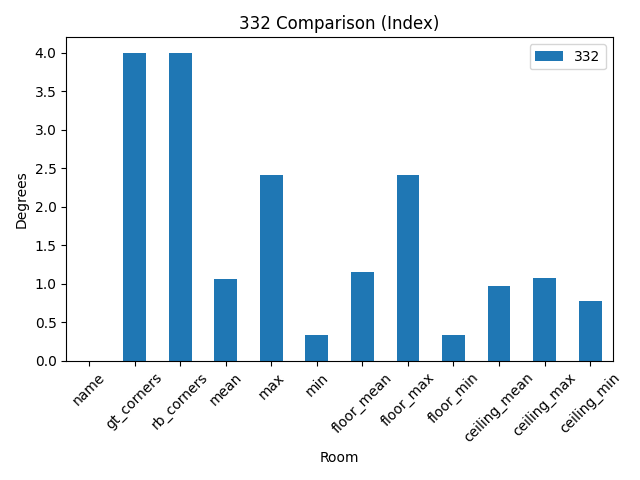 332 Comparison (Index)
332
Degrees
4.0
3.5
3.0
2.5
2.0
1.5
1.0
0.5
0.0
name
gt_corners
rb_corners
mean
max
min
floor_mean
floor_max
floor_min
ceiling_mean
ceiling_max
ceiling_min
Room